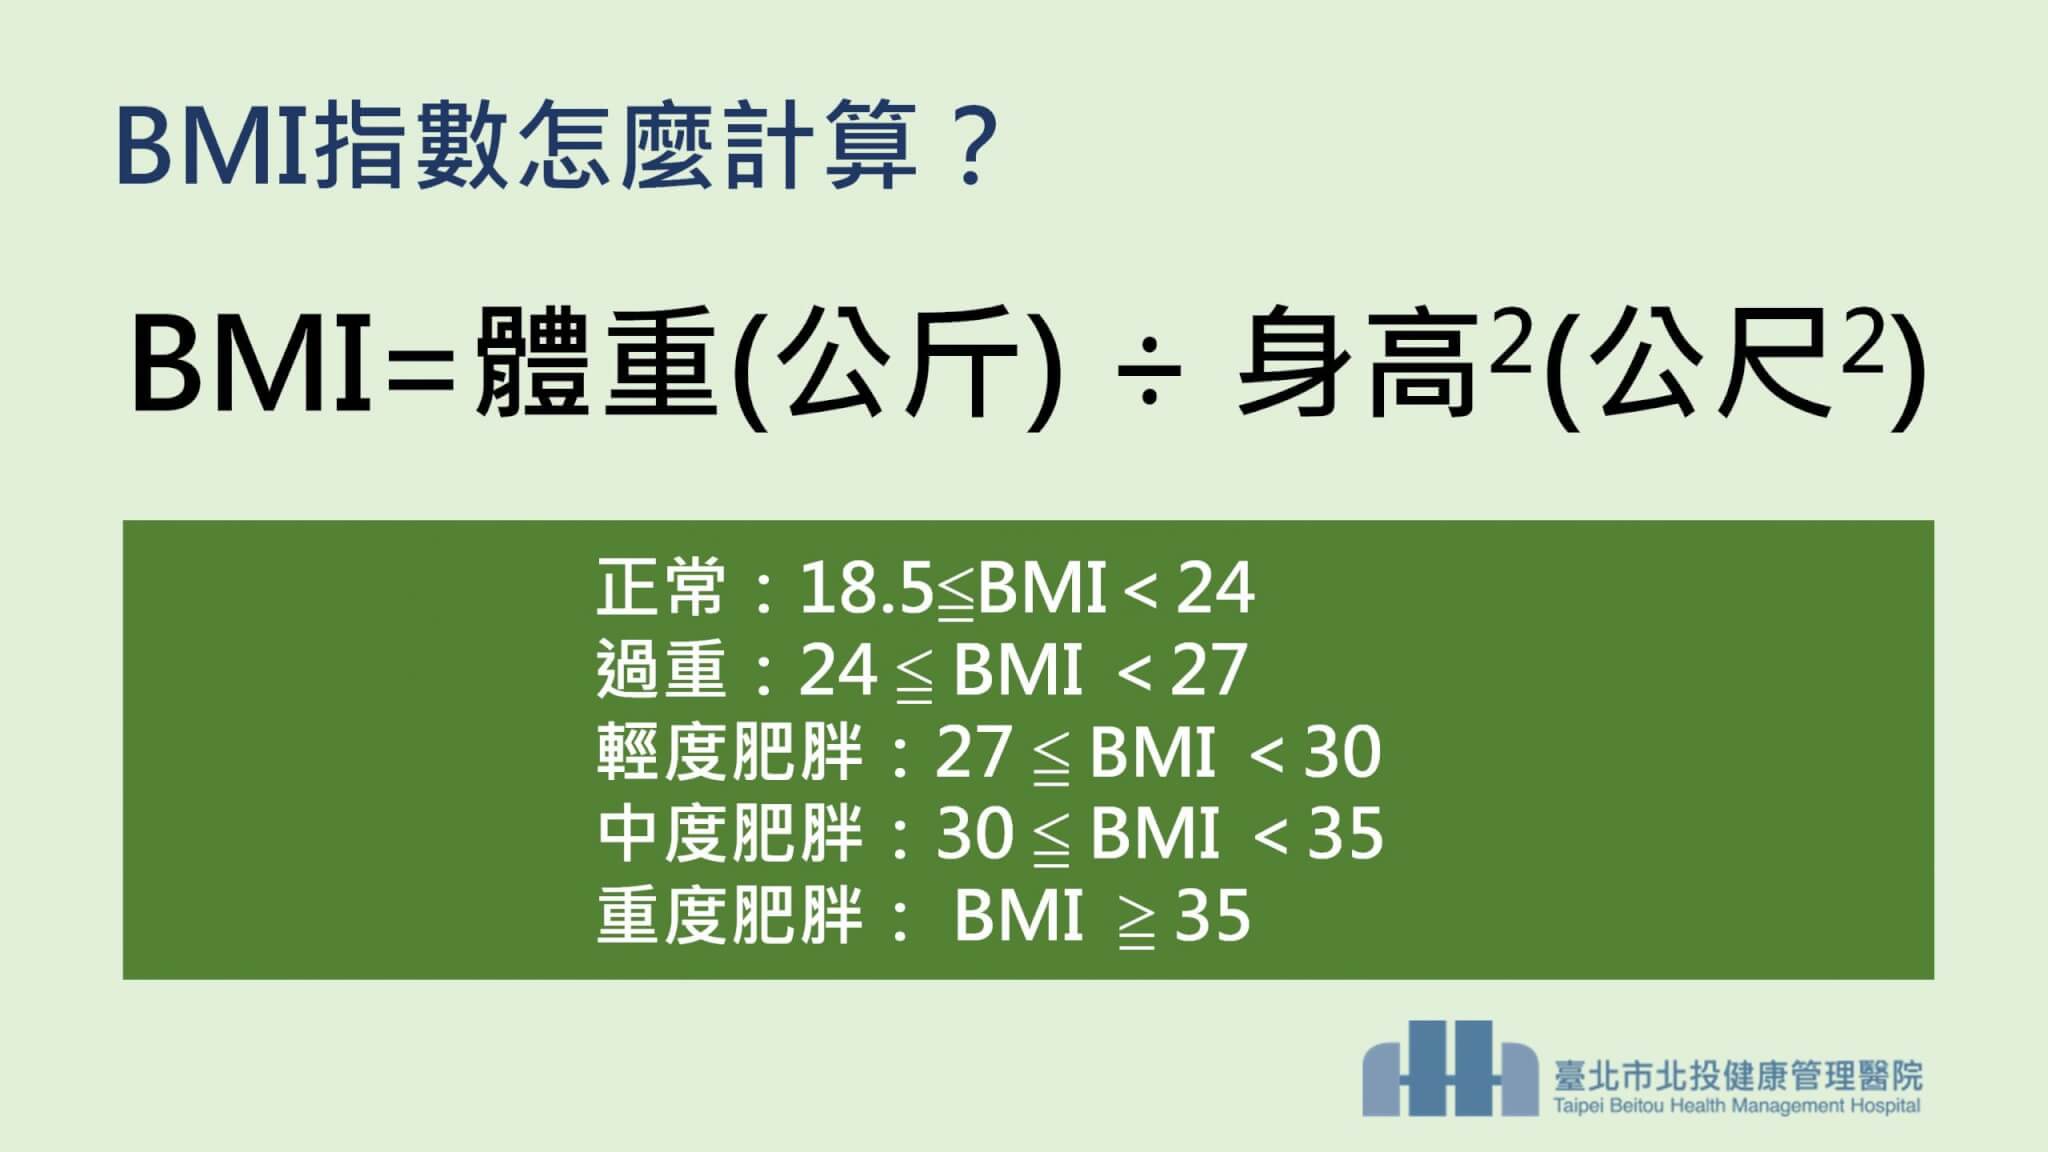 BMI指數怎麼計算？
BMI=體重(公斤) ÷ 身高²(公尺²)
正常：18.5≦BMI＜24
過重：24 ≦ BMI ＜27
輕度肥胖：27 ≦ BMI ＜30
中度肥胖：30 ≦ BMI ＜35
重度肥胖： BMI ≧ 35
臺北市北投健康管理醫院
Taipei Beitou Health Management Hospital